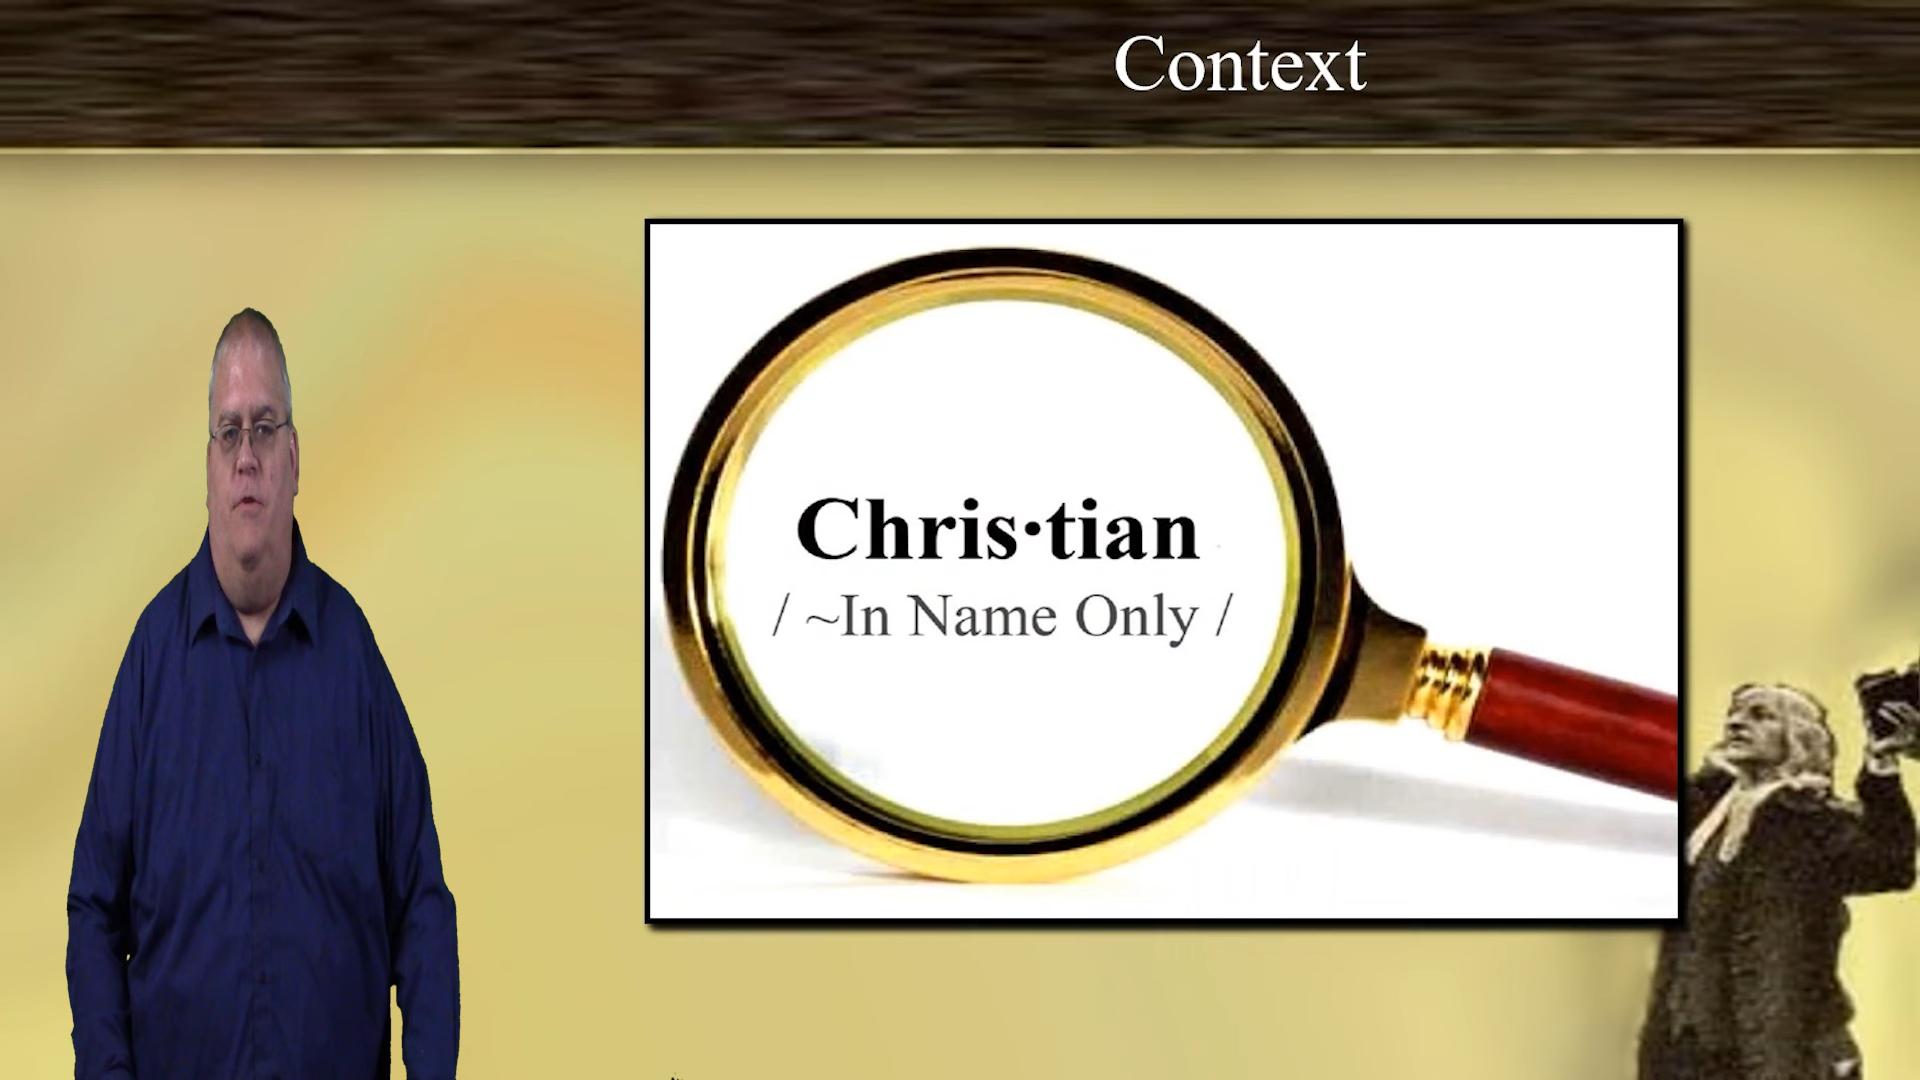 Context
Chris·tian
/ ~In Name Only /